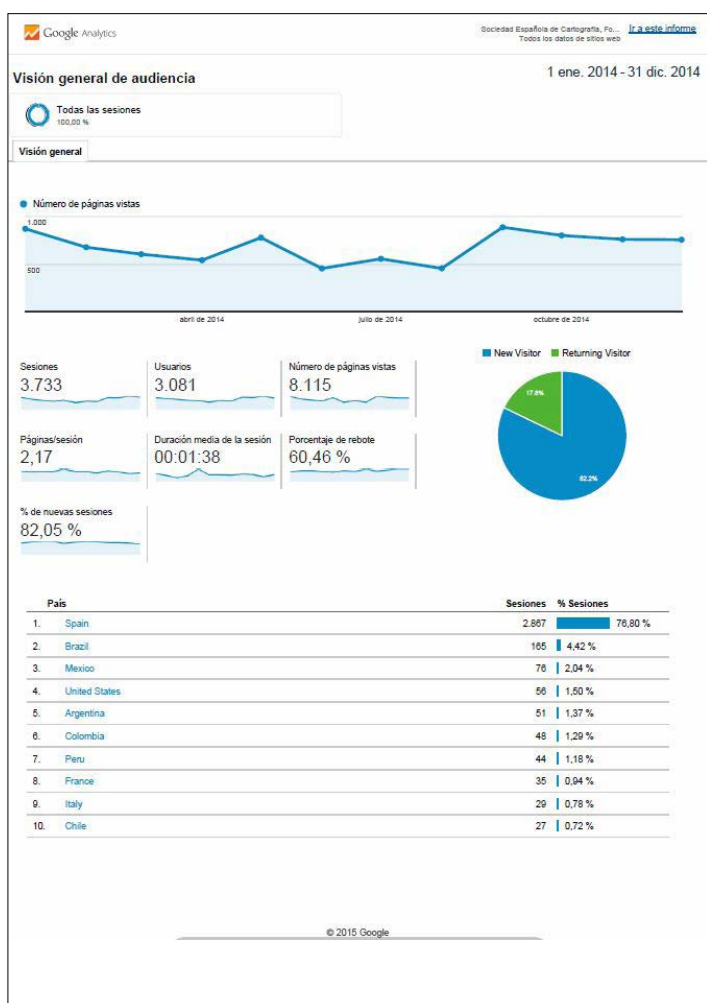 Google Analytics
Sociedad Española de Cartografía, Fo...
Todos los datos de sitios web
Ir a este informe
Visión general de audiencia
1 ene. 2014 - 31 dic. 2014
Todas las sesiones
100,00 %
Visión general
Número de páginas vistas
1.000
500
abril de 2014
julio de 2014
octubre de 2014
New Visitor
Returning Visitor
Sesiones
3.733
Usuarios
3.081
Número de páginas vistas
8.115
17.8%
82.2%
Páginas/sesión
2,17
Duración media de la sesión
00:01:38
Porcentaje de rebote
60,46 %
% de nuevas sesiones
82,05 %
País Sesiones % Sesiones
1. Spain 2.867 76,80 %
2. Brazil 165 4,42 %
3. Mexico 76 2,04 %
4. United States 56 1,50 %
5. Argentina 51 1,37 %
6. Colombia 48 1,29 %
7. Peru 44 1,18 %
8. France 35 0,94 %
9. Italy 29 0,78 %
10. Chile 27 0,72 %
© 2015 Google